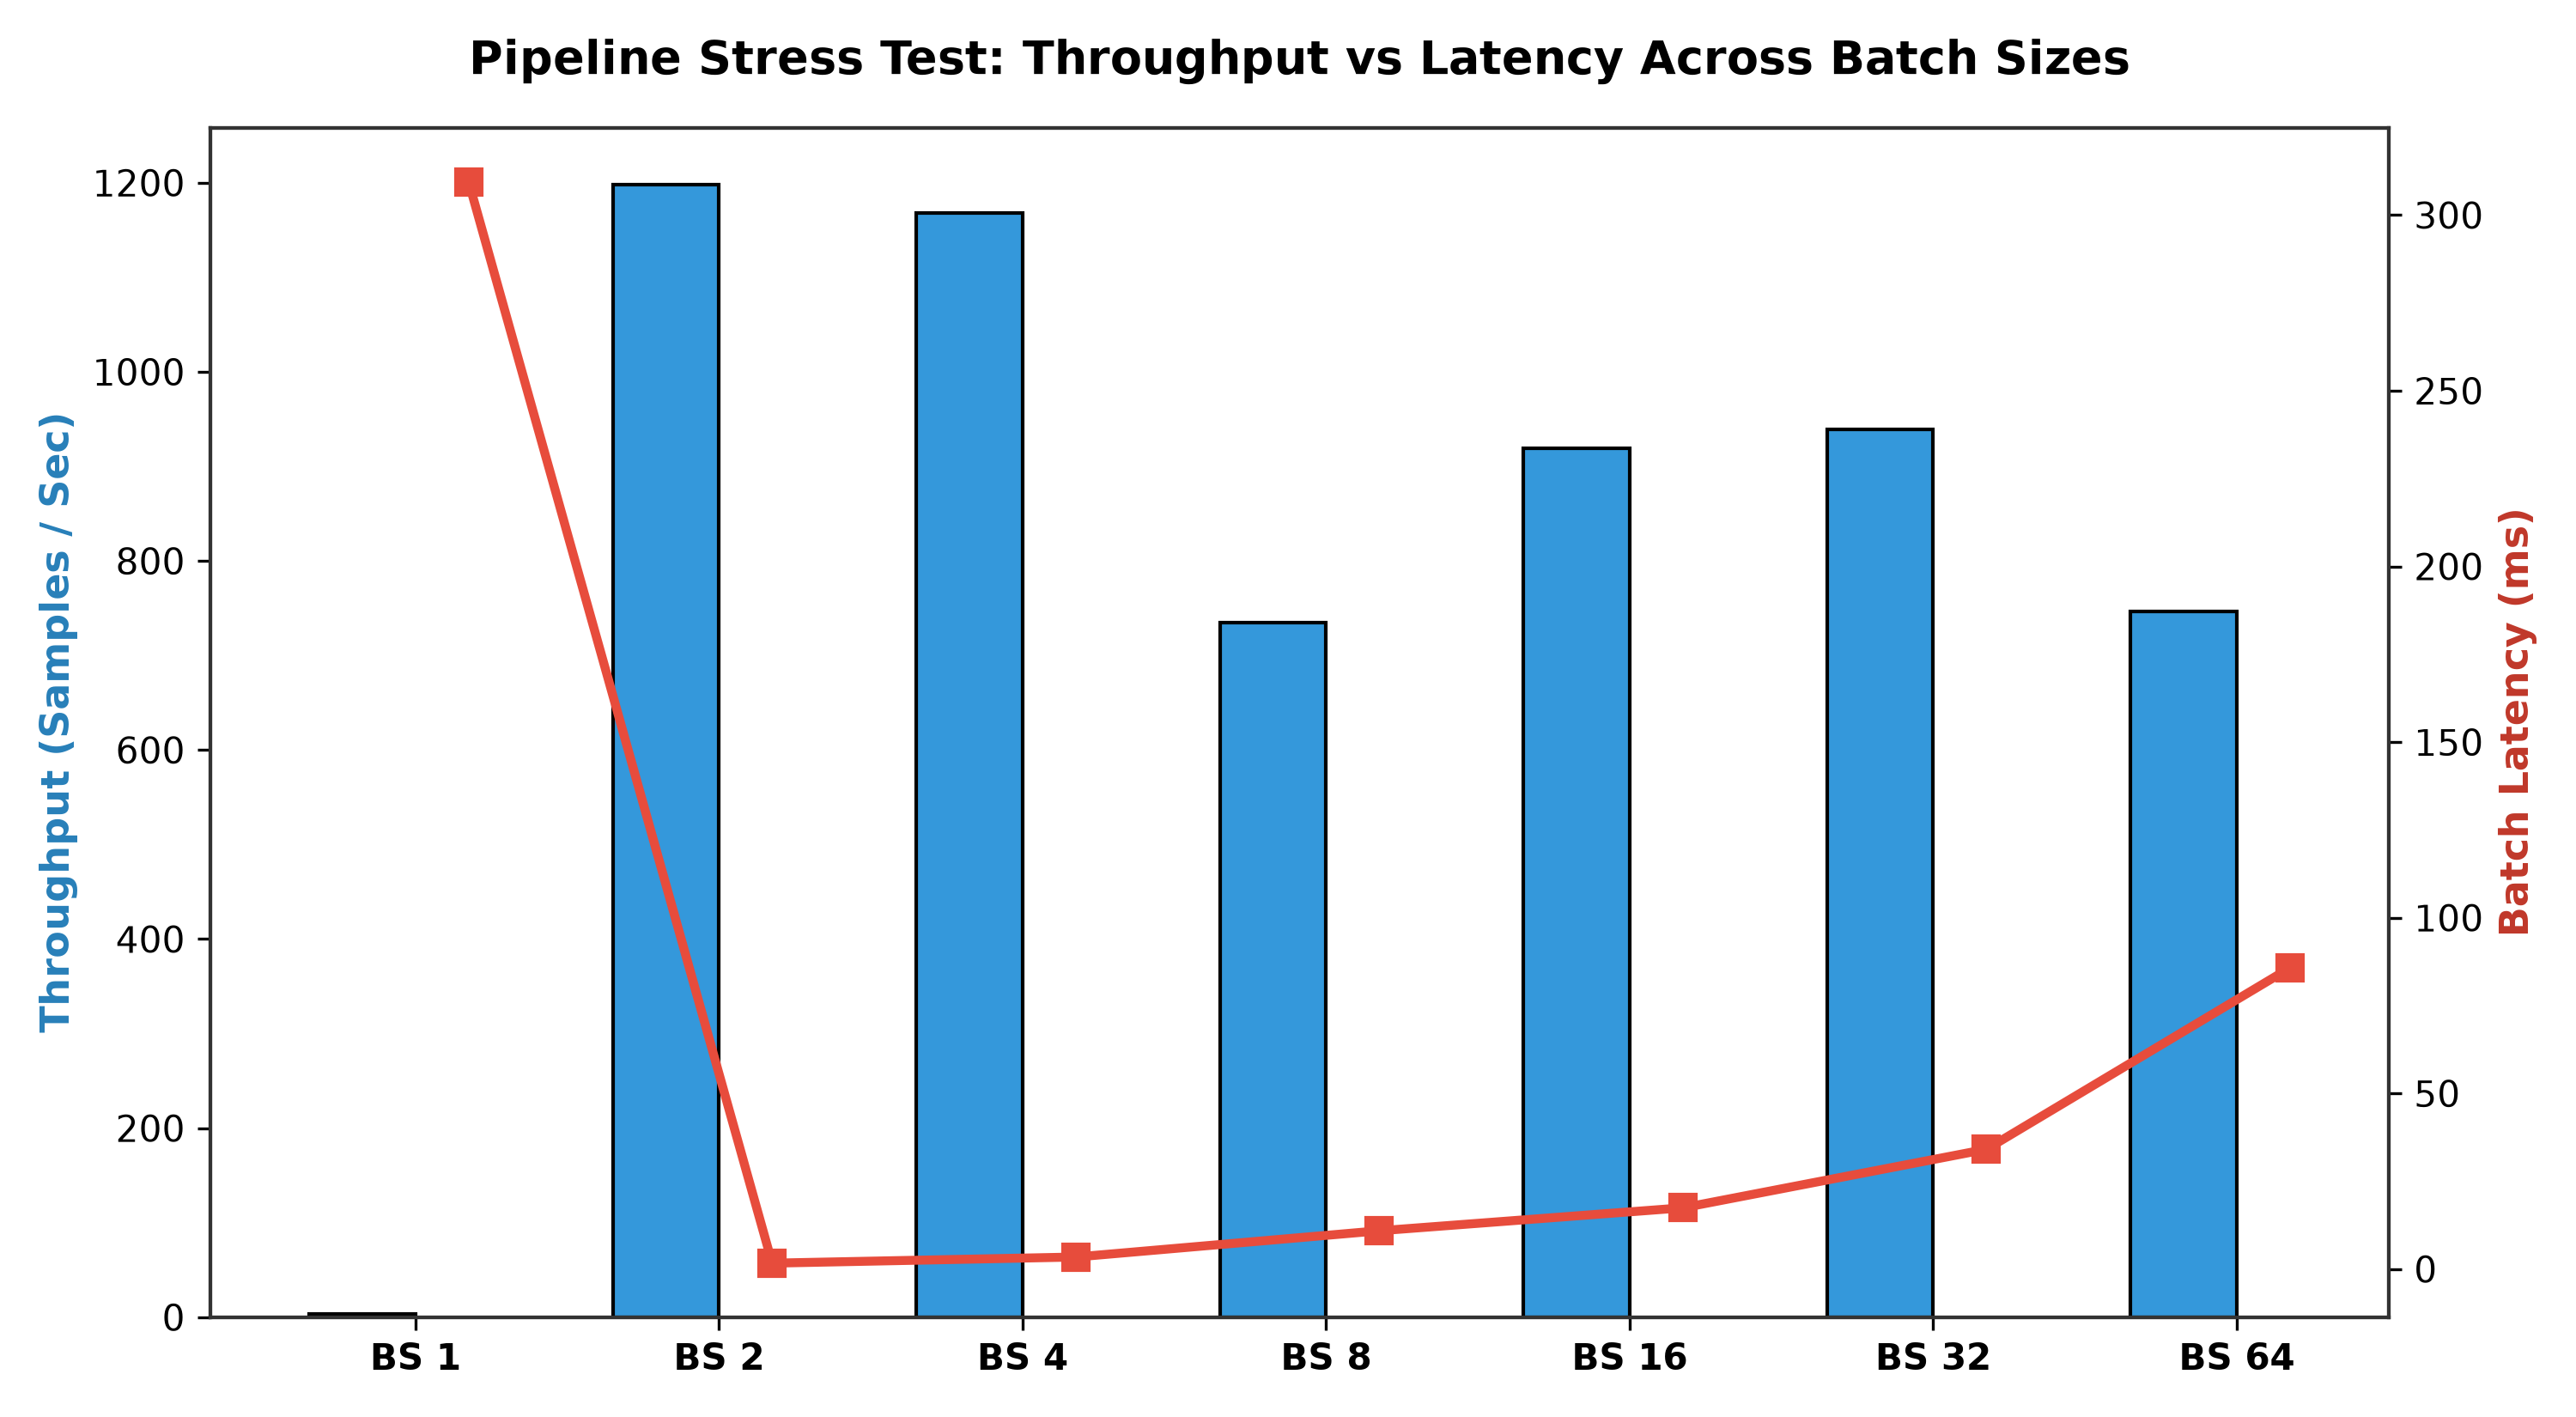 Pipeline Stress Test: Throughput vs Latency Across Batch Sizes
Throughput (Samples / Sec)
1200
1000
800
600
400
200
0
300
250
200
150
100
50
0
Batch Latency (ms)
BS 1
BS 2
BS 4
BS 8
BS 16
BS 32
BS 64